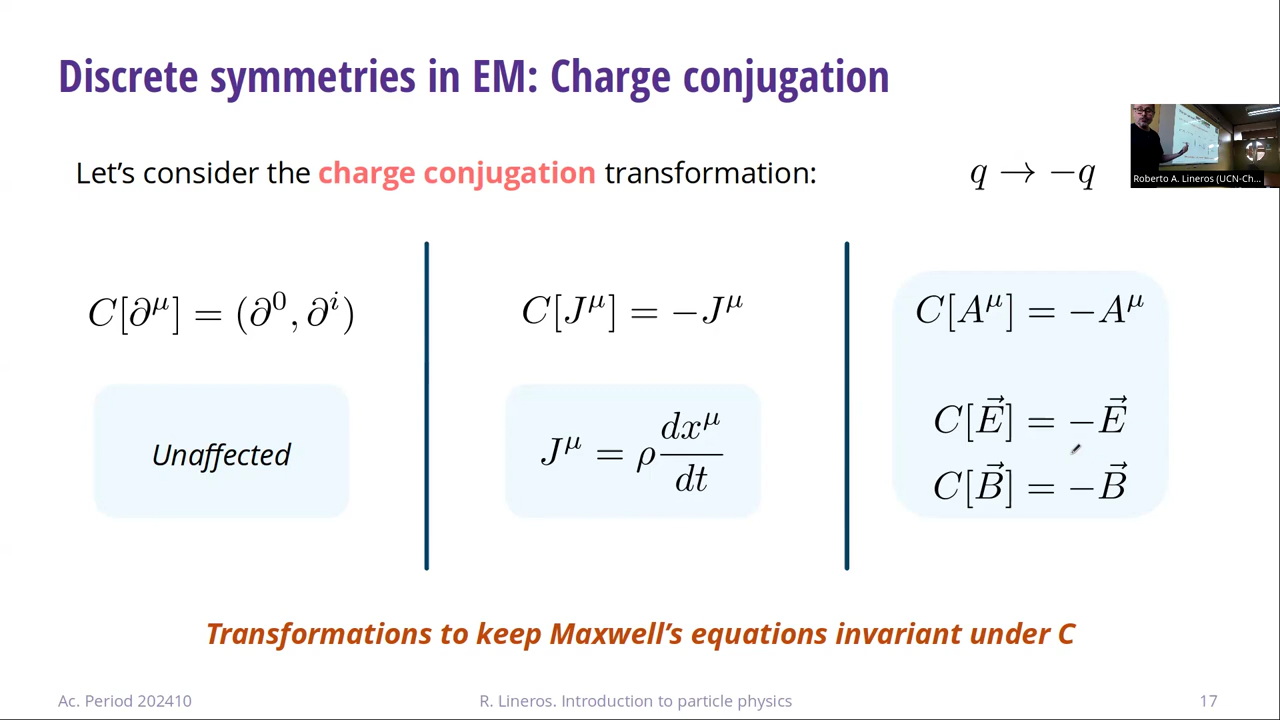 Discrete symmetries in EM: Charge conjugation
Let’s consider the charge conjugation transformation:
q → −q
Roberto A. Lineros (UCN-Ch...
C[∂^μ] = (∂^0, ∂^i)
Unaffected
C[J^μ] = −J^μ
J^μ = ρ dx^μ/dt
C[A^μ] = −A^μ
C[E⃗] = −E⃗
C[B⃗] = −B⃗
Transformations to keep Maxwell’s equations invariant under C
Ac. Period 202410
R. Lineros. Introduction to particle physics
17